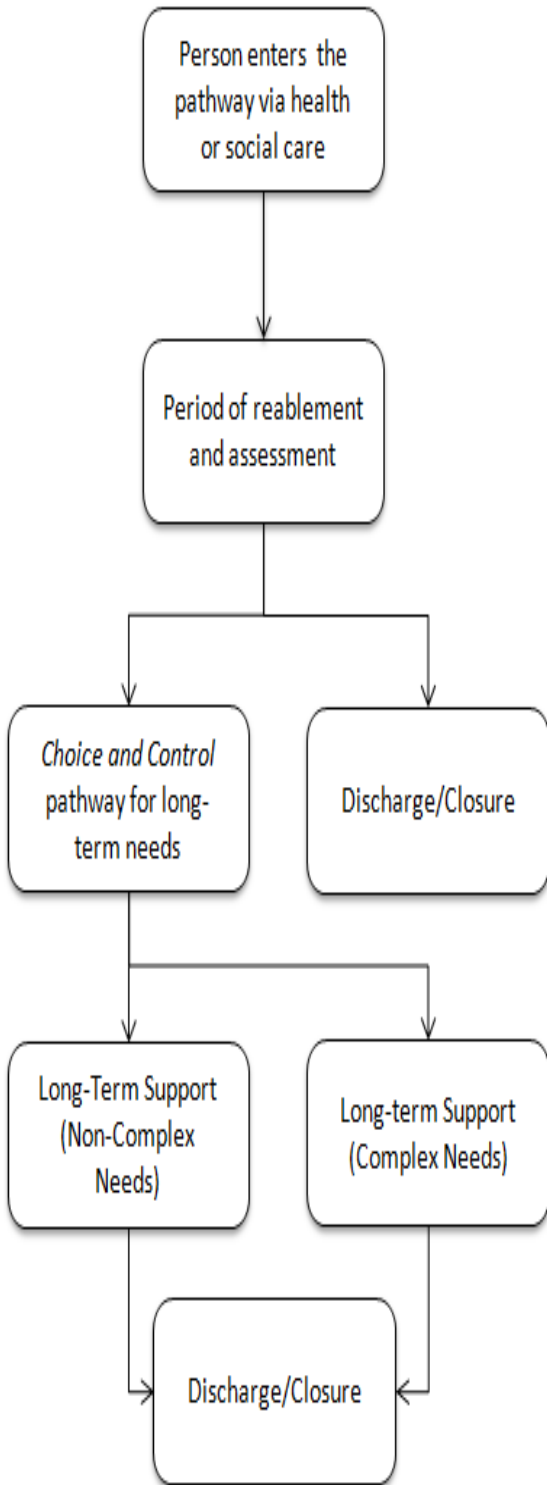 Person enters the
pathway via health
or social care
Period of reablement
and assessment
Choice and Control
pathway for long-
term needs
Discharge/Closure
Long-Term Support
(Non-Complex
Needs)
Long-term Support
(Complex Needs)
Discharge/Closure